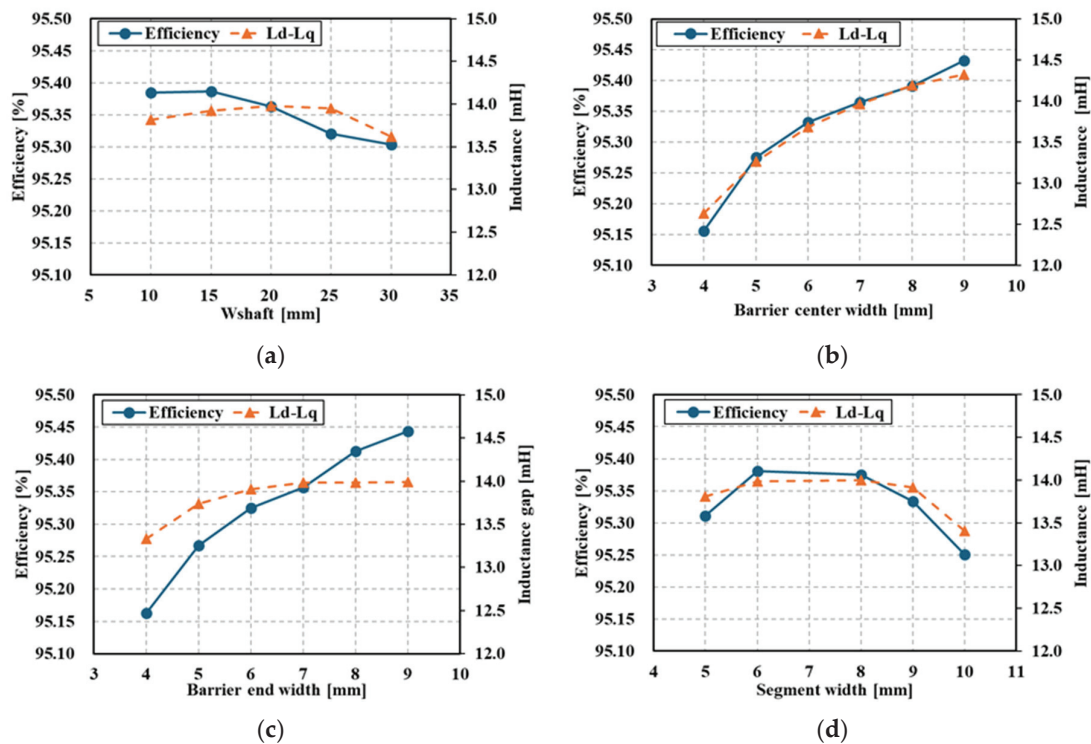 Efficiency Ld-Lq
Efficiency [%]
95.50
95.45
95.40
95.35
95.30
95.25
95.20
95.15
95.10
15.0
14.5
14.0
13.5
13.0
12.5
12.0
Inductance [mH]
5 10 15 20 25 30 35
Wshaft [mm]
(a)
Efficiency Ld-Lq
Efficiency [%]
95.50
95.45
95.40
95.35
95.30
95.25
95.20
95.15
95.10
15.0
14.5
14.0
13.5
13.0
12.5
12.0
Inductance [mH]
3 4 5 6 7 8 9 10
Barrier center width [mm]
(b)
Efficiency Ld-Lq
Efficiency [%]
95.50
95.45
95.40
95.35
95.30
95.25
95.20
95.15
95.10
15.0
14.5
14.0
13.5
13.0
12.5
12.0
Inductance gap [mH]
3 4 5 6 7 8 9 10
Barrier end width [mm]
(c)
Efficiency Ld-Lq
Efficiency [%]
95.50
95.45
95.40
95.35
95.30
95.25
95.20
95.15
95.10
15.0
14.5
14.0
13.5
13.0
12.5
12.0
Inductance [mH]
4 5 6 7 8 9 10 11
Segment width [mm]
(d)